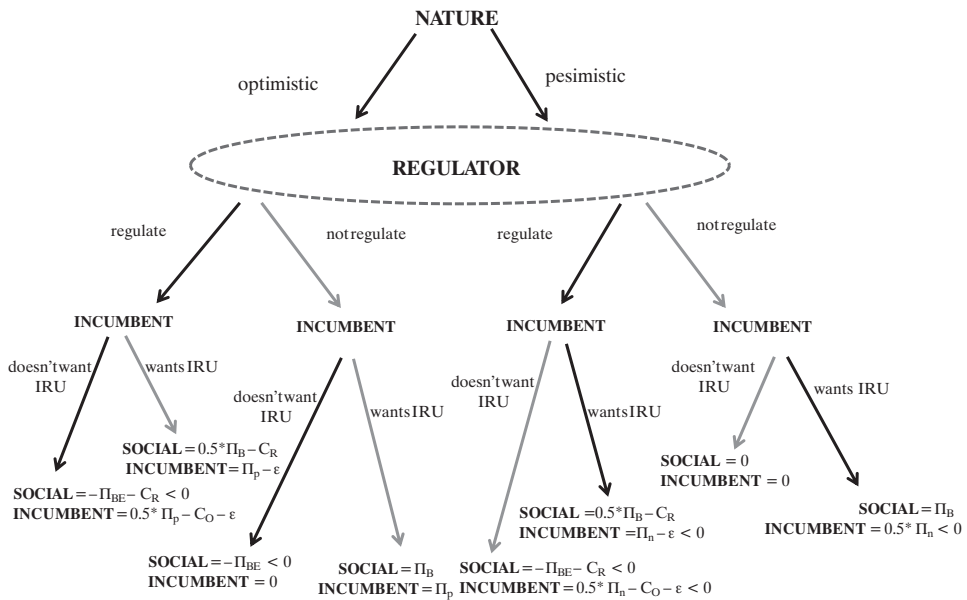 NATURE
optimistic
pesimistic
REGULATOR
regulate
not regulate
regulate
not regulate
INCUMBENT
INCUMBENT
INCUMBENT
INCUMBENT
doesn't want
IRU
wants IRU
doesn't want
IRU
wants IRU
doesn't want
IRU
wants IRU
doesn't want
IRU
wants IRU
SOCIAL = 0.5* Π_B – C_R
INCUMBENT = Π_p – ε
SOCIAL = –Π_BE – C_R < 0
INCUMBENT = 0.5* Π_p – C_O – ε
SOCIAL = –Π_BE < 0
INCUMBENT = 0
SOCIAL = Π_B
INCUMBENT = Π_p
SOCIAL = –Π_BE – C_R < 0
INCUMBENT = 0.5* Π_n – C_O – ε < 0
SOCIAL = 0.5* Π_B – C_R
INCUMBENT = Π_n – ε < 0
SOCIAL = 0
INCUMBENT = 0
SOCIAL = Π_B
INCUMBENT = 0.5* Π_n < 0